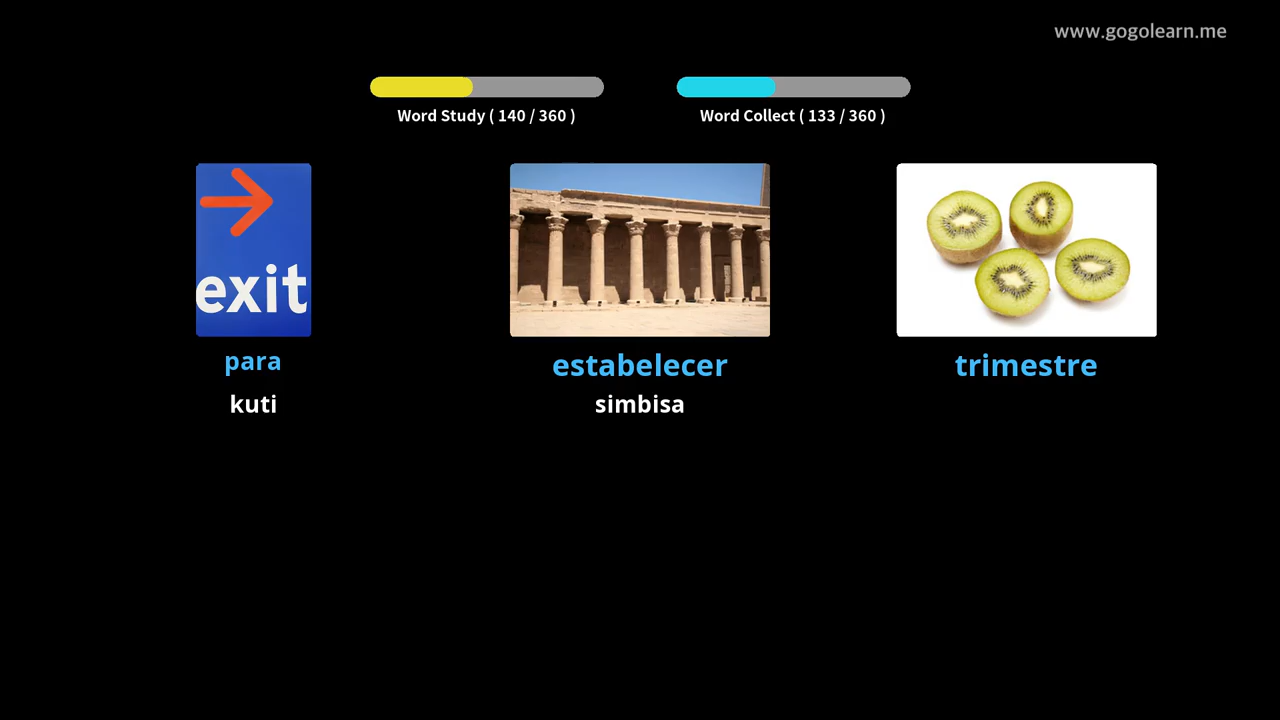 www.gogolearn.me
Word Study ( 140 / 360 )
Word Collect ( 133 / 360 )
exit
para
estabelecer
trimestre
kuti
simbisa